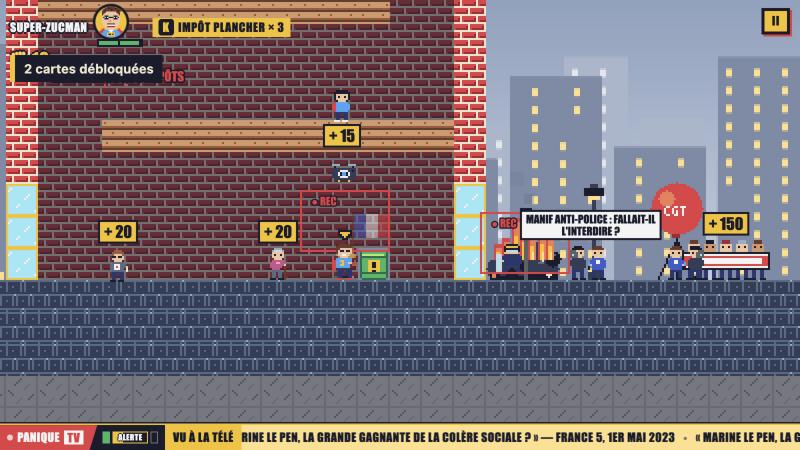 SUPER-ZUCMAN
K IMPÔT PLANCHER × 3
2 cartes débloquées
+ 15
REC
+ 20
+ 20
REC
MANIF ANTI-POLICE : FALLAIT-IL
L'INTERDIRE ?
CGT
+ 150
PANIQUE TV
ALERTE
VU À LA TÉLÉ
RINE LE PEN, LA GRANDE GAGNANTE DE LA COLÈRE SOCIALE ? » — FRANCE 5, 1ER MAI 2023 • « MARINE LE PEN, LA G